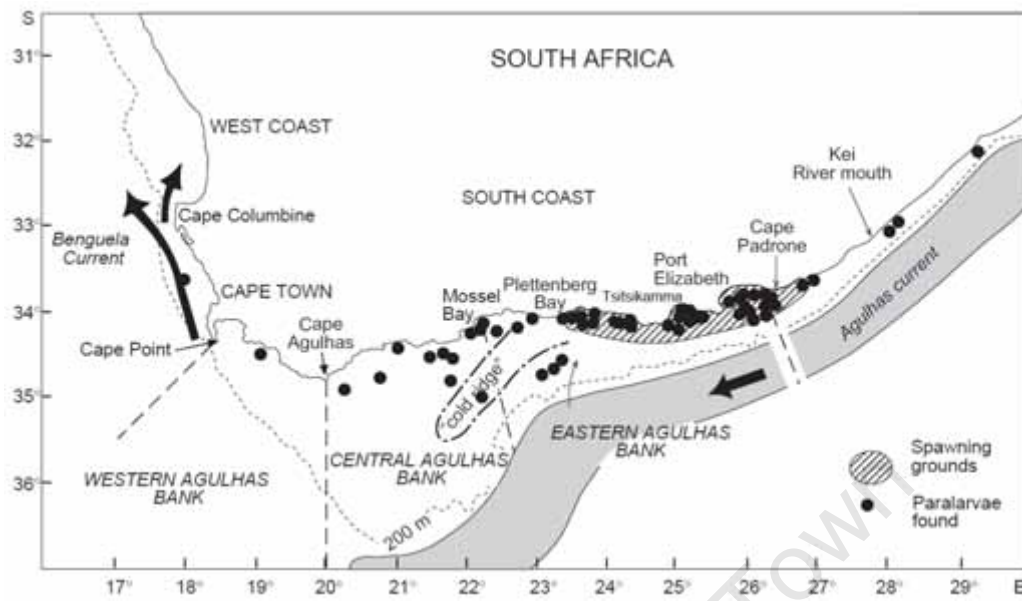 S
31°
32°
33°
34°
35°
36°
SOUTH AFRICA
WEST COAST
SOUTH COAST
Kei
River mouth
Cape Columbine
Benguela
Current
Cape
Padrone
Port
Elizabeth
CAPE TOWN
Plettenberg
Bay
Tsitsikamma
Mossel
Bay
Cape
Agulhas
Cape Point
Agulhas current
"cold ridge"
EASTERN AGULHAS
BANK
CENTRAL AGULHAS
BANK
WESTERN AGULHAS
BANK
200 m
Spawning
grounds
Paralarvae
found
TOWN
17° 18° 19° 20° 21° 22° 23° 24° 25° 26° 27° 28° 29° E